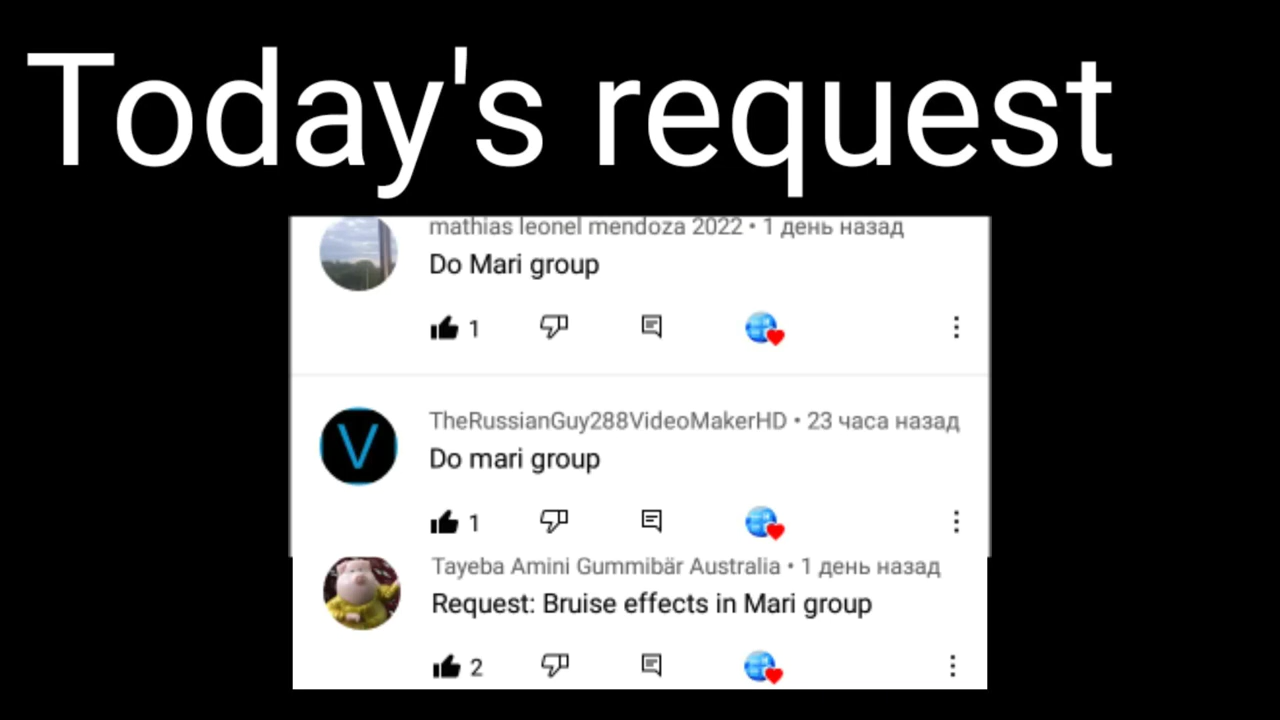 Today's request
mathias leonel mendoza 2022 • 1 день назад
Do Mari group
1
TheRussianGuy288VideoMakerHD • 23 часа назад
V
Do mari group
1
Tayeba Amini Gummibär Australia • 1 день назад
Request: Bruise effects in Mari group
2